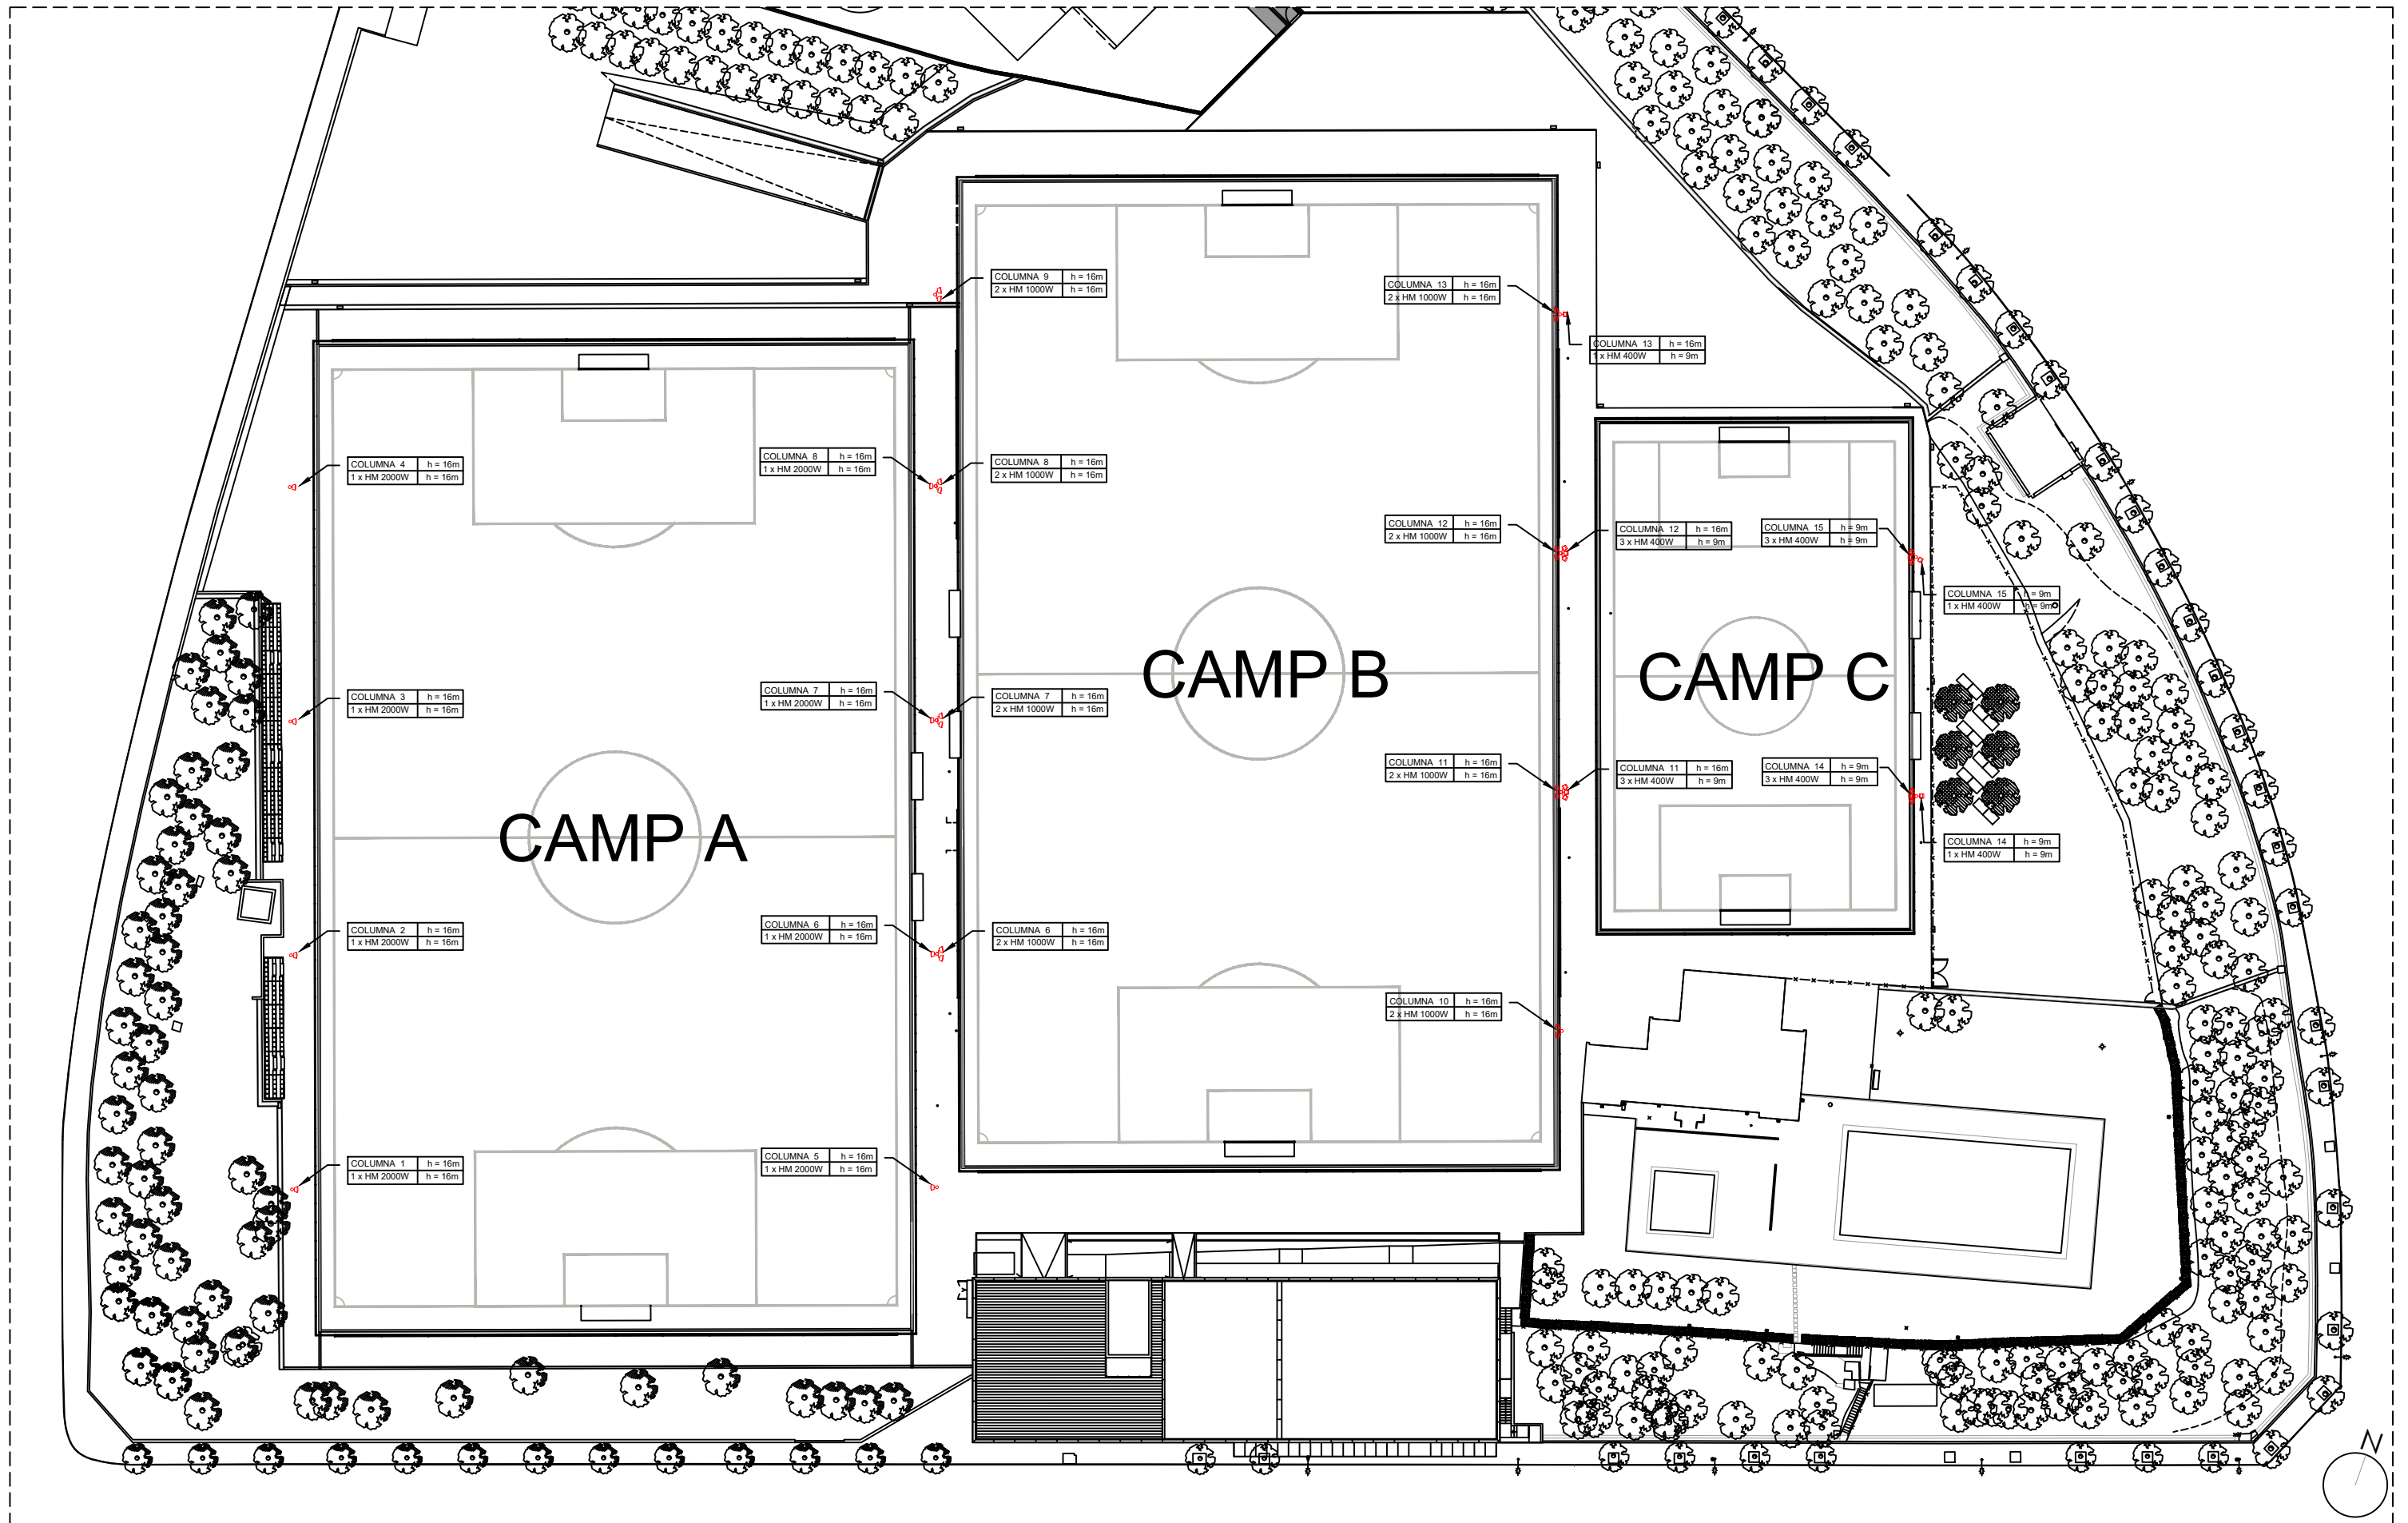 COLUMNA 9 h = 16m
2 x HM 1000W h = 16m
COLUMNA 13 h = 16m
2 x HM 1000W h = 16m
COLUMNA 13 h = 16m
1 x HM 400W h = 9m
COLUMNA 4 h = 16m
1 x HM 2000W h = 16m
COLUMNA 8 h = 16m
1 x HM 2000W h = 16m
COLUMNA 8 h = 16m
2 x HM 1000W h = 16m
COLUMNA 12 h = 16m
2 x HM 1000W h = 16m
COLUMNA 12 h = 16m
3 x HM 400W h = 9m
COLUMNA 15 h = 9m
3 x HM 400W h = 9m
COLUMNA 15 h = 9m
1 x HM 400W h = 9m
CAMP B
CAMP C
COLUMNA 3 h = 16m
1 x HM 2000W h = 16m
COLUMNA 7 h = 16m
1 x HM 2000W h = 16m
COLUMNA 7 h = 16m
2 x HM 1000W h = 16m
COLUMNA 11 h = 16m
2 x HM 1000W h = 16m
COLUMNA 11 h = 16m
3 x HM 400W h = 9m
COLUMNA 14 h = 9m
3 x HM 400W h = 9m
COLUMNA 14 h = 9m
1 x HM 400W h = 9m
CAMP A
COLUMNA 2 h = 16m
1 x HM 2000W h = 16m
COLUMNA 6 h = 16m
1 x HM 2000W h = 16m
COLUMNA 6 h = 16m
2 x HM 1000W h = 16m
COLUMNA 10 h = 16m
2 x HM 1000W h = 16m
COLUMNA 1 h = 16m
1 x HM 2000W h = 16m
COLUMNA 5 h = 16m
1 x HM 2000W h = 16m
N